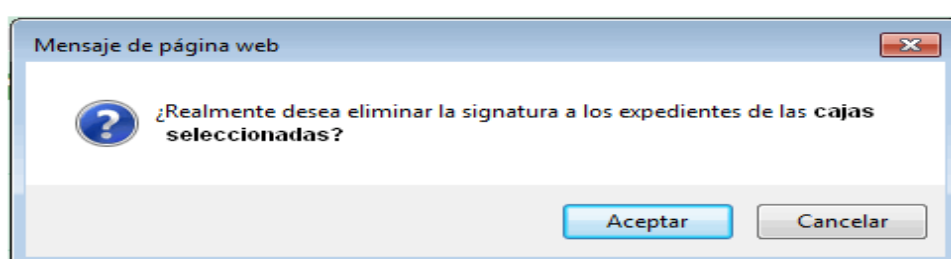 Mensaje de página web
¿Realmente desea eliminar la signatura a los expedientes de las cajas
seleccionadas?
Aceptar Cancelar